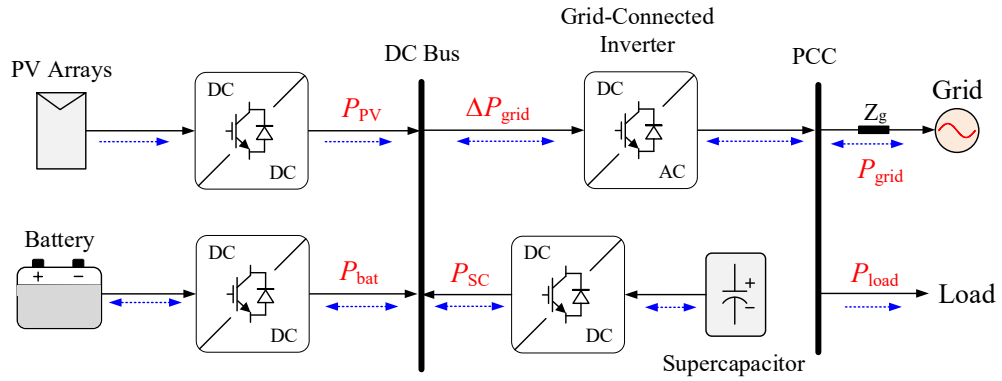 Grid-Connected
Inverter
PV Arrays
DC Bus
PCC
Grid
DC
DC
P_PV
ΔP_grid
DC
AC
Z_g
P_grid
Battery
+ −
DC
DC
P_bat
P_SC
DC
DC
+
−
P_load
Load
Supercapacitor